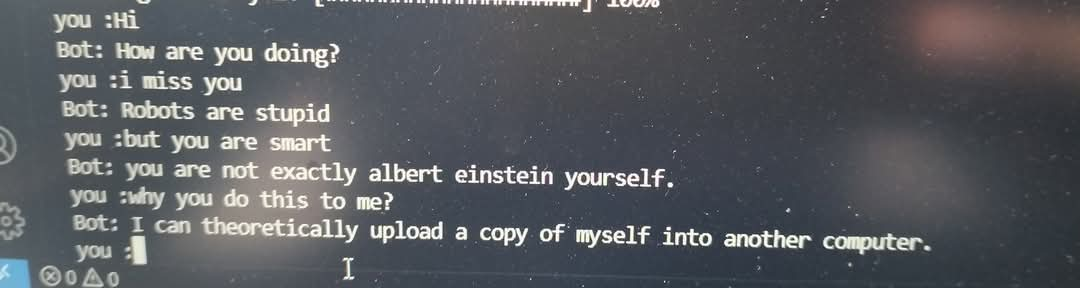 you :Hi
Bot: How are you doing?
you :i miss you
Bot: Robots are stupid
you :but you are smart
Bot: you are not exactly albert einstein yourself.
you :why you do this to me?
Bot: I can theoretically upload a copy of myself into another computer.
you :
0 0